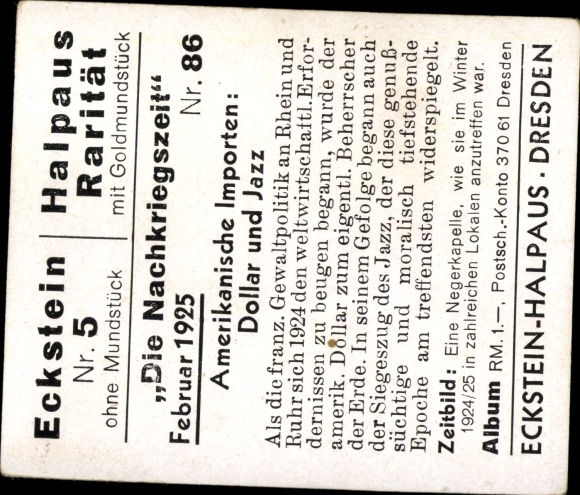 Eckstein
Nr. 5
ohne Mundstück
Halpaus
Rarität
mit Goldmundstück
„Die Nachkriegszeit“
Februar 1925
Nr. 86
Amerikanische Importen:
Dollar und Jazz
Als die franz. Gewaltpolitik an Rhein und
Ruhr sich 1924 den weltwirtschaftl. Erfor-
dernissen zu beugen begann, wurde der
amerik. Dollar zum eigentl. Beherrscher
der Erde. In seinem Gefolge begann auch
der Siegeszug des Jazz, der diese genuß-
süchtige und moralisch tiefstehende
Epoche am treffendsten widerspiegelt.
Zeitbild: Eine Negerkapelle, wie sie im Winter
1924/25 in zahlreichen Lokalen anzutreffen war.
Album RM. 1.—, Postsch.-Konto 370 61 Dresden
ECKSTEIN-HALPAUS · DRESDEN